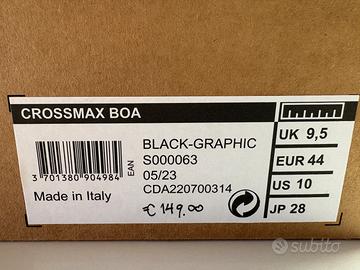 CROSSMAX BOA
BLACK-GRAPHIC
S000063
05/23
CDA220700314
EAN
3 701380 904984
Made in Italy
€ 149.00
UK 9,5
EUR 44
US 10
JP 28
subito